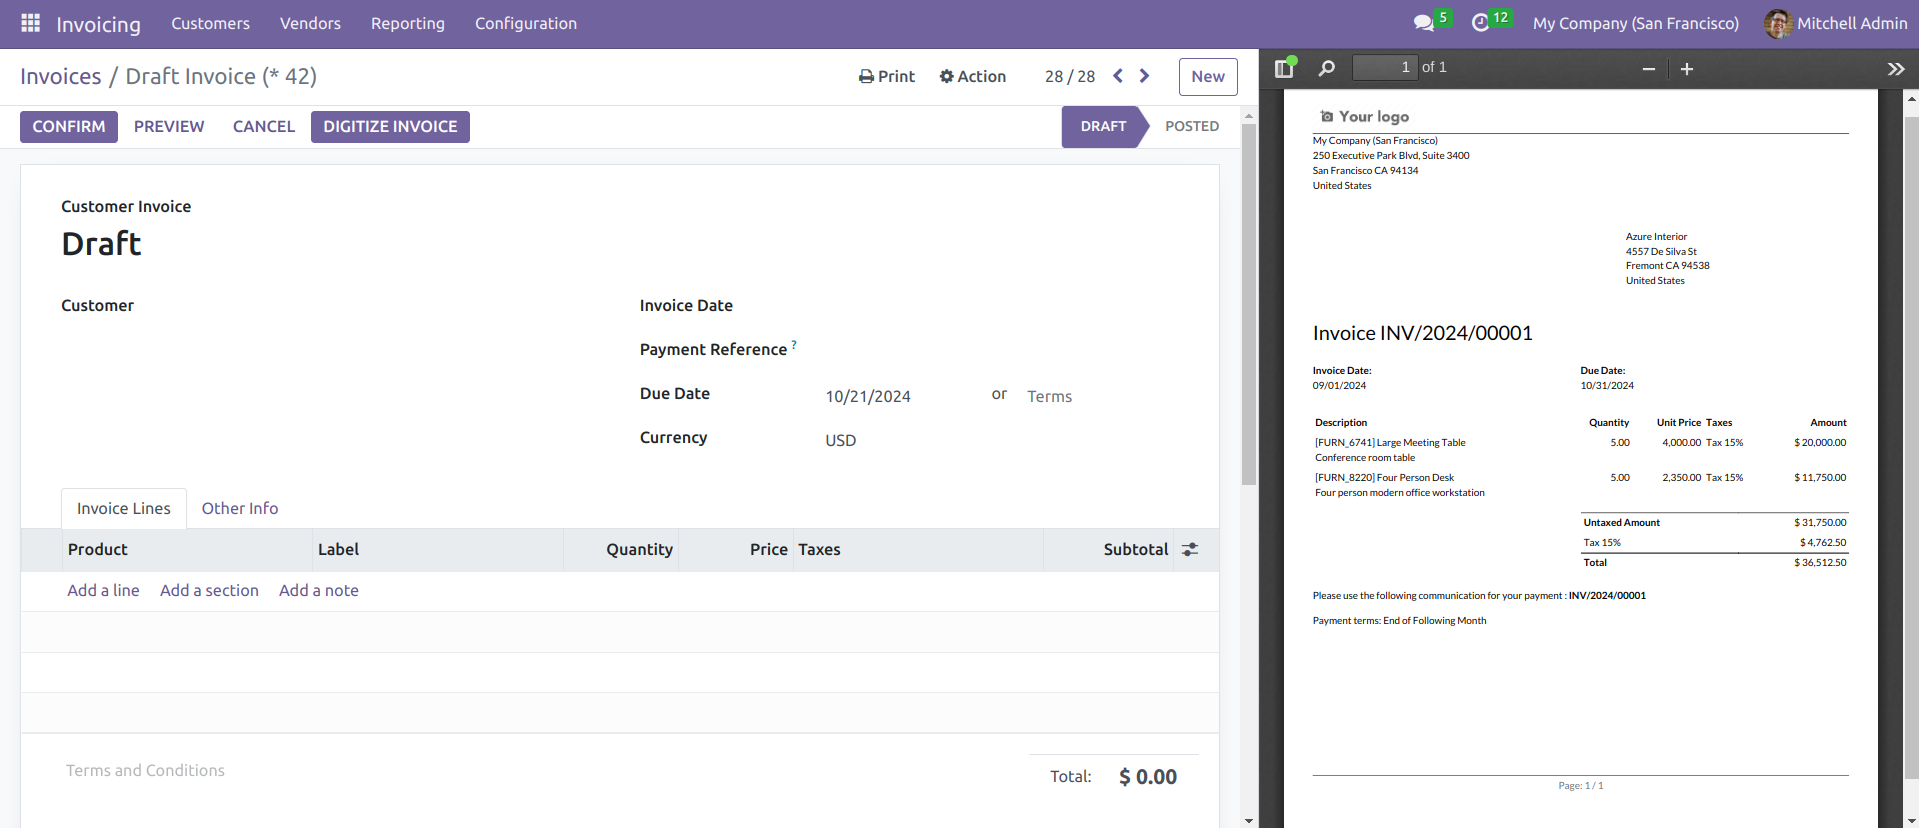 Invoicing Customers Vendors Reporting Configuration 5 12 My Company (San Francisco) Mitchell Admin
Invoices / Draft Invoice (* 42) Print Action 28 / 28 New
CONFIRM PREVIEW CANCEL DIGITIZE INVOICE DRAFT POSTED
Customer Invoice
Draft
Customer
Invoice Date
Payment Reference ?
Due Date 10/21/2024 or Terms
Currency USD
Invoice Lines Other Info
Product Label Quantity Price Taxes Subtotal
Add a line Add a section Add a note
Terms and Conditions
Total: $ 0.00
1 of 1
Your logo
My Company (San Francisco)
250 Executive Park Blvd, Suite 3400
San Francisco CA 94134
United States
Azure Interior
4557 De Silva St
Fremont CA 94538
United States
Invoice INV/2024/00001
Invoice Date: Due Date:
09/01/2024 10/31/2024
Description Quantity Unit Price Taxes Amount
[FURN_6741] Large Meeting Table 5.00 4,000.00 Tax 15% $ 20,000.00
Conference room table
[FURN_8220] Four Person Desk 5.00 2,350.00 Tax 15% $ 11,750.00
Four person modern office workstation
Untaxed Amount $ 31,750.00
Tax 15% $ 4,762.50
Total $ 36,512.50
Please use the following communication for your payment : INV/2024/00001
Payment terms: End of Following Month
Page: 1 / 1